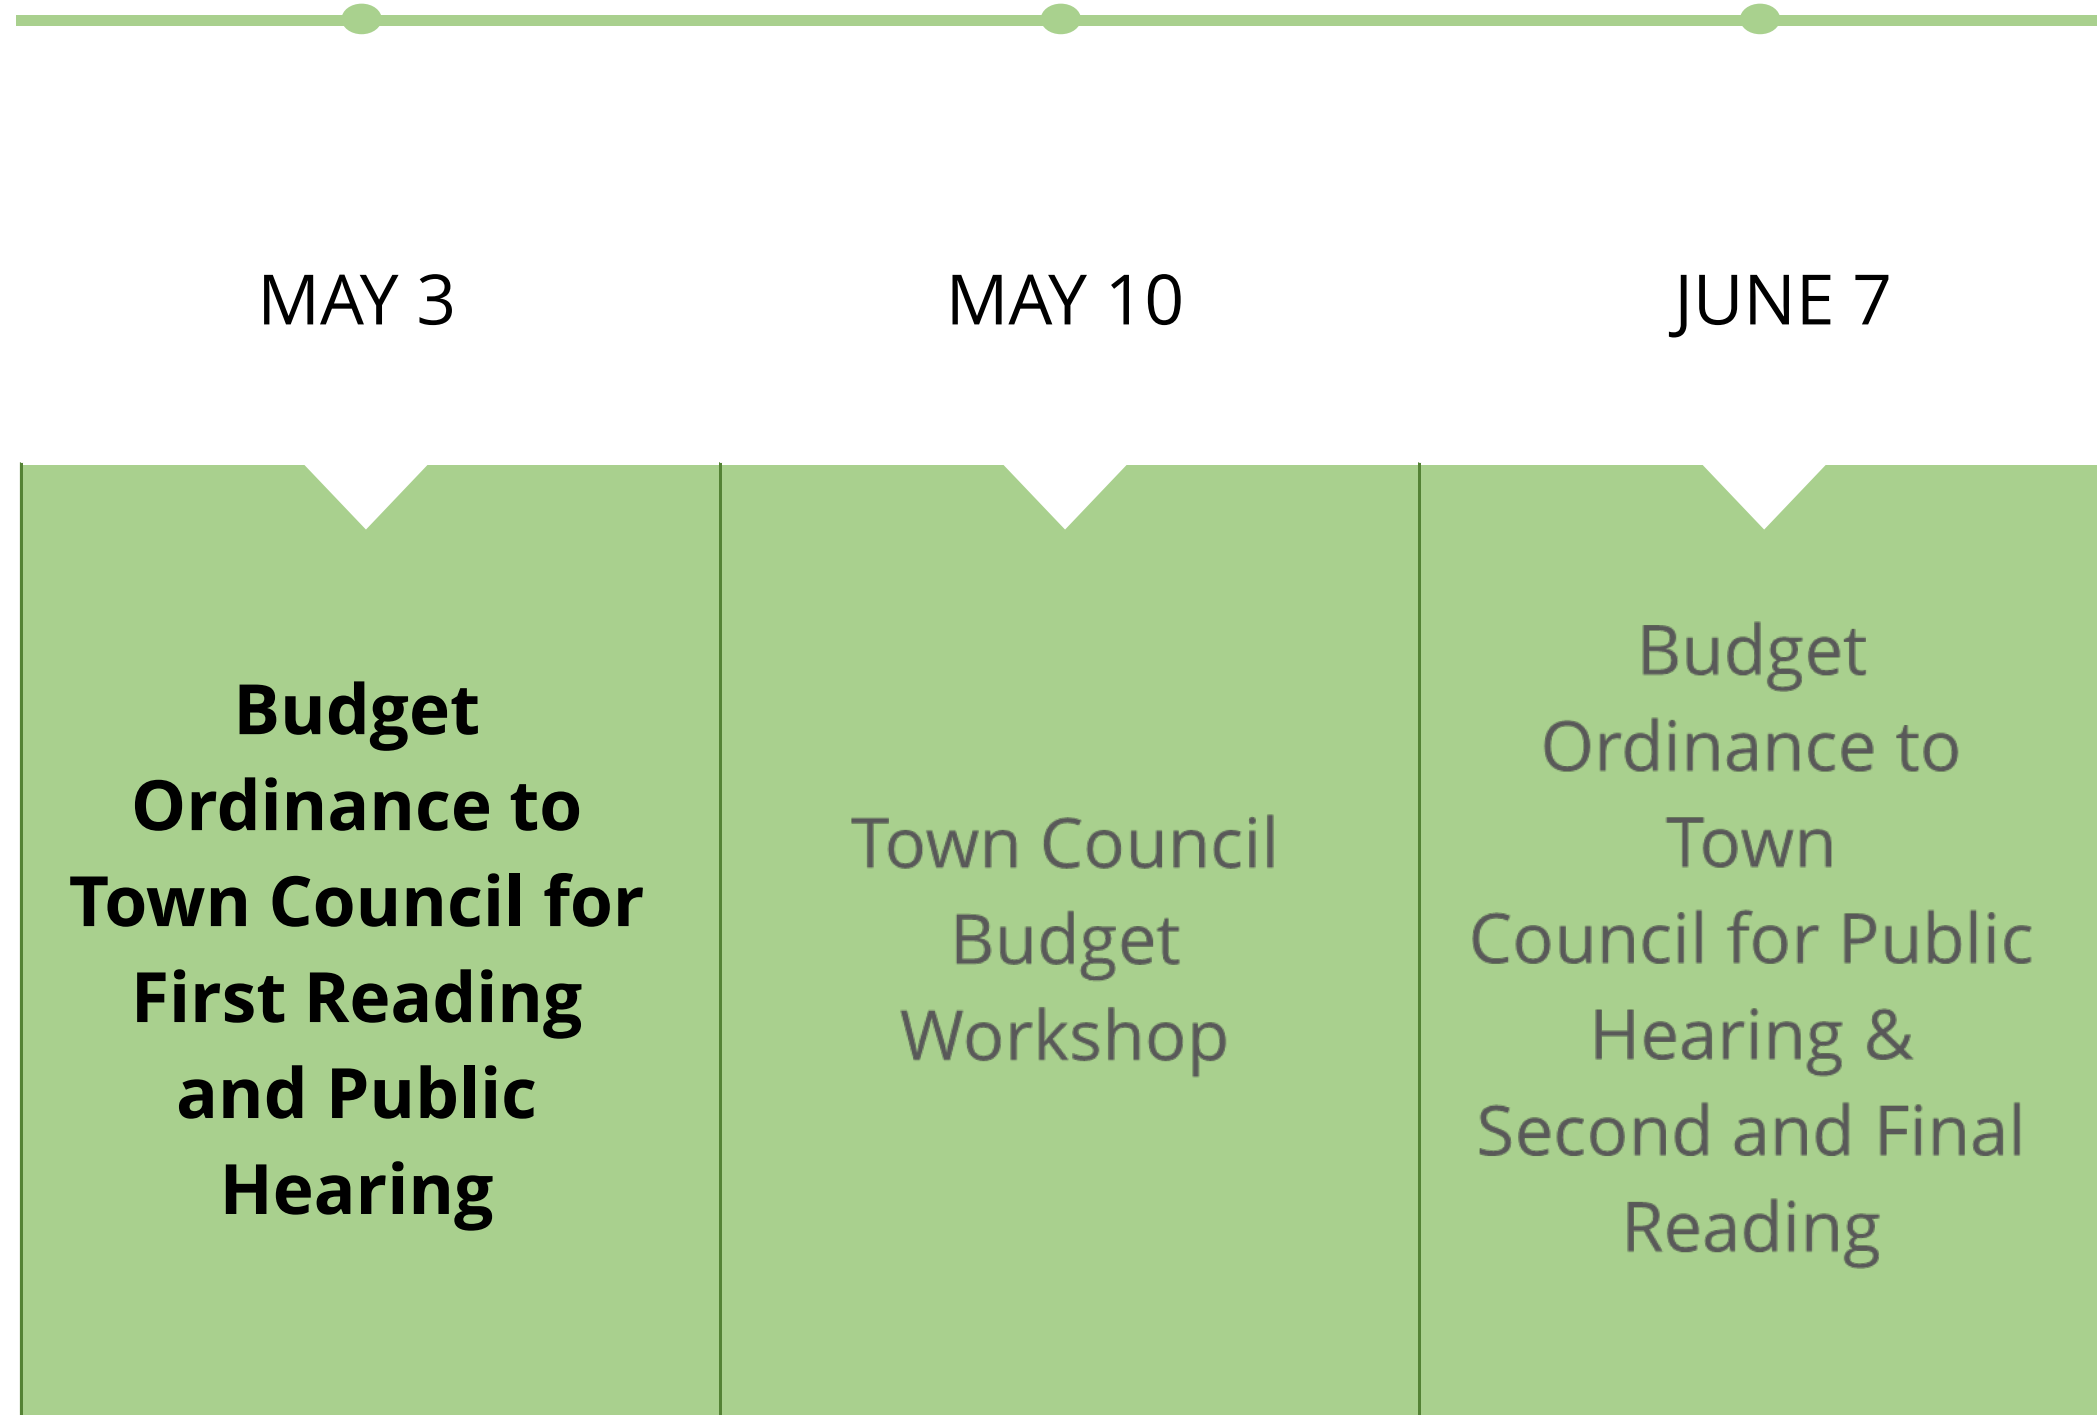 MAY 3
MAY 10
JUNE 7
Budget
Ordinance to
Town Council for
First Reading
and Public
Hearing
Town Council
Budget
Workshop
Budget
Ordinance to
Town
Council for Public
Hearing &
Second and Final
Reading